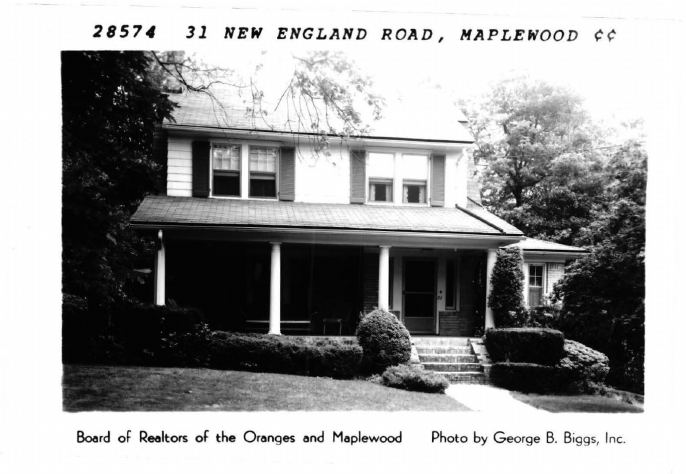 28574 31 NEW ENGLAND ROAD, MAPLEWOOD ¢¢
Board of Realtors of the Oranges and Maplewood Photo by George B. Biggs, Inc.